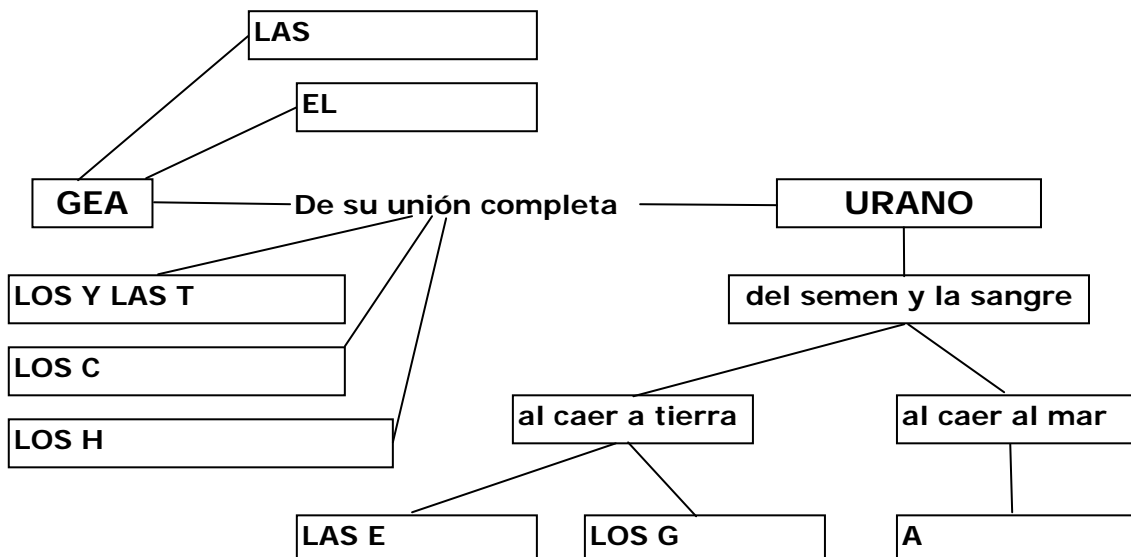 LAS
EL
GEA
De su unión completa
URANO
LOS Y LAS T
del semen y la sangre
LOS C
al caer a tierra
al caer al mar
LOS H
LAS E
LOS G
A